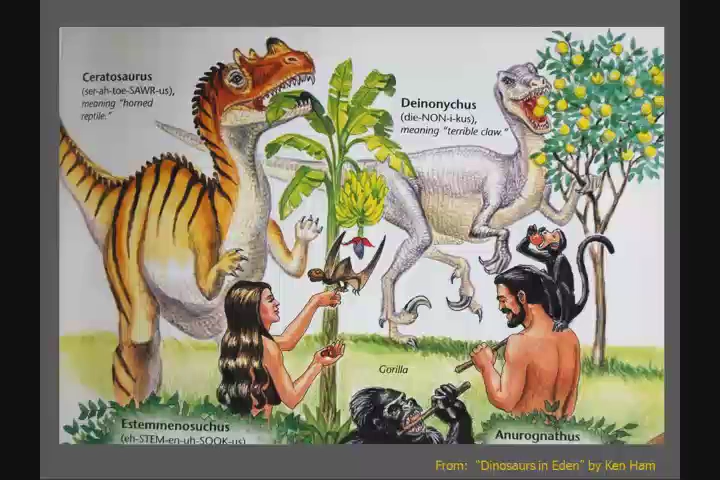 Ceratosaurus
(ser-ah-toe-SAWR-us),
meaning "horned
reptile."
Deinonychus
(die-NON-i-kus),
meaning "terrible claw."
Gorilla
Estemmenosuchus
(eh-STEM-en-uh-SOOK-us)
Anurognathus
From: "Dinosaurs in Eden" by Ken Ham